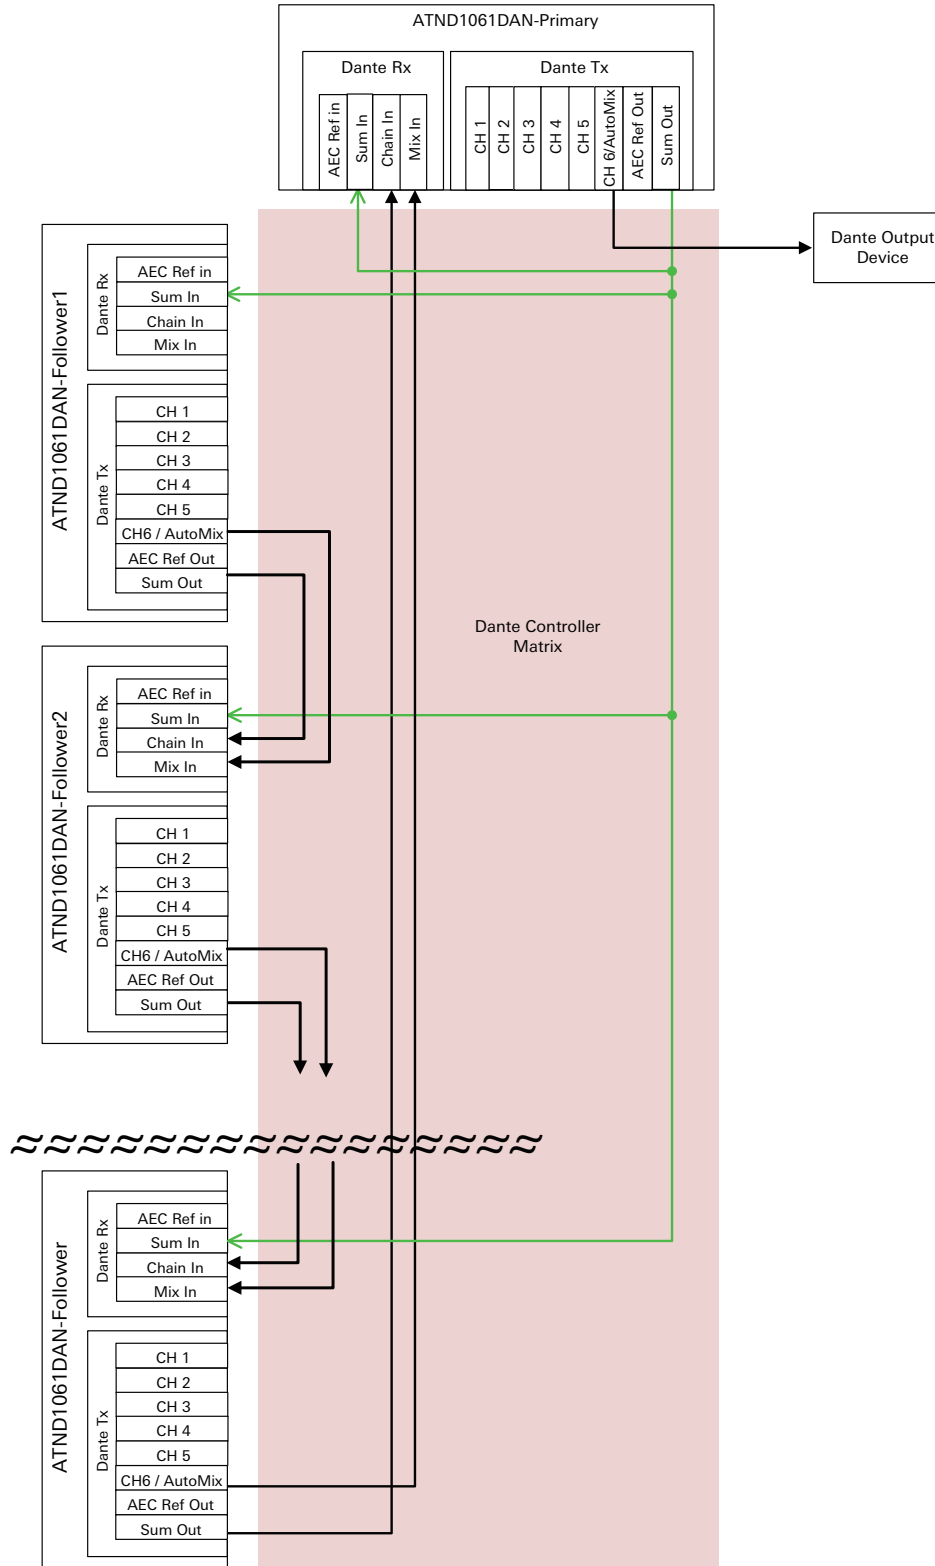 ATND1061DAN-Primary
Dante Rx
Dante Tx
AEC Ref in
Sum In
Chain In
Mix In
CH 1
CH 2
CH 3
CH 4
CH 5
CH 6/AutoMix
AEC Ref Out
Sum Out
Dante Output
Device
ATND1061DAN-Follower1
Dante Rx
AEC Ref in
Sum In
Chain In
Mix In
Dante Tx
CH 1
CH 2
CH 3
CH 4
CH 5
CH6 / AutoMix
AEC Ref Out
Sum Out
Dante Controller
Matrix
ATND1061DAN-Follower2
Dante Rx
AEC Ref in
Sum In
Chain In
Mix In
Dante Tx
CH 1
CH 2
CH 3
CH 4
CH 5
CH6 / AutoMix
AEC Ref Out
Sum Out
ATND1061DAN-Follower
Dante Rx
AEC Ref in
Sum In
Chain In
Mix In
Dante Tx
CH 1
CH 2
CH 3
CH 4
CH 5
CH6 / AutoMix
AEC Ref Out
Sum Out